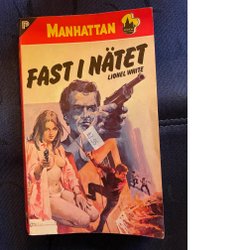 MANHATTAN
FAST I NÄTET
LIONEL WHITE